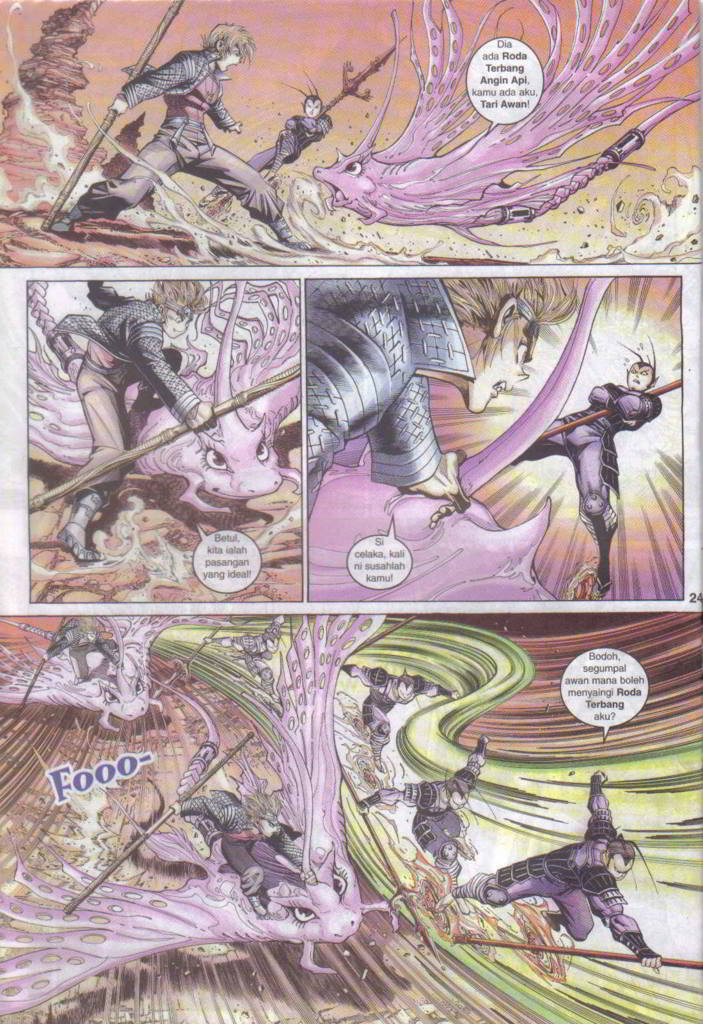 Dia
ada Roda
Terbang
Angin Api,
kamu ada aku,
Tari Awan!
Betul,
kita ialah
pasangan
yang ideal!
Si
celaka, kali
ni susahlah
kamu!
24
Bodoh,
segumpal
awan mana boleh
menyaingi Roda
Terbang
aku?
Fooo-